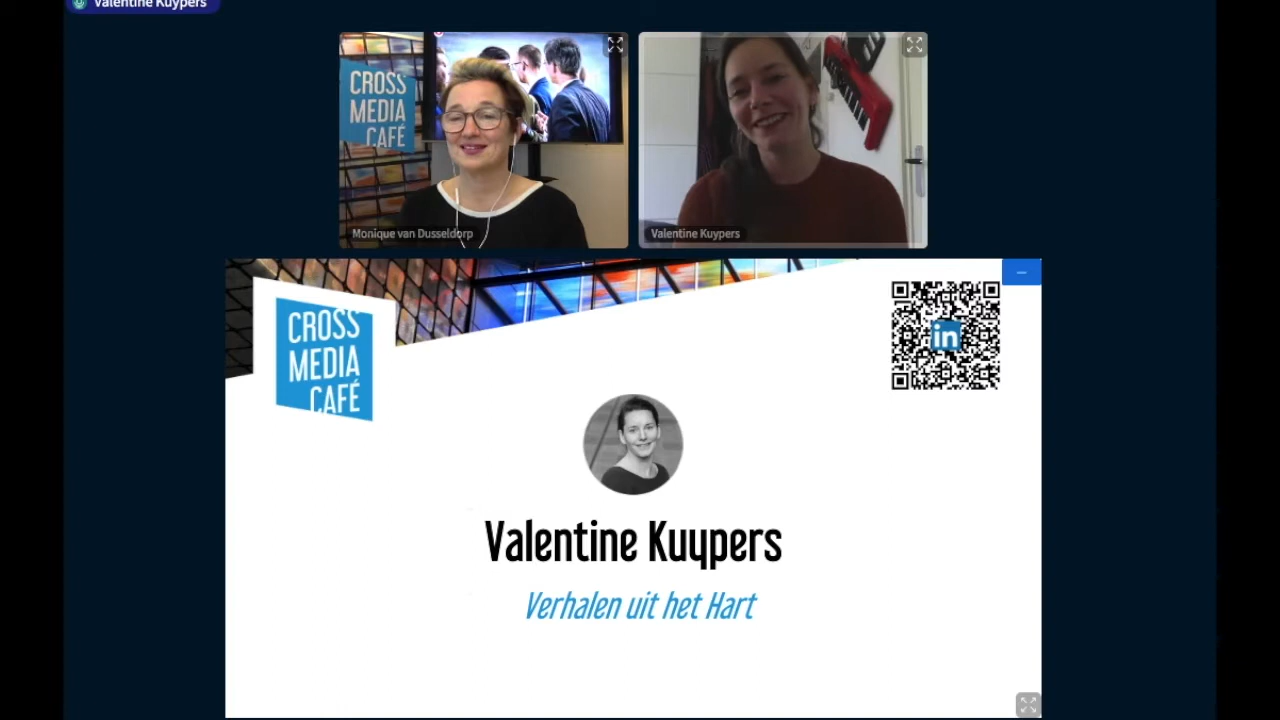 Valentine Kuypers
CROSS
MEDIA
CAFÉ
Monique van Dusseldorp
Valentine Kuypers
CROSS
MEDIA
CAFÉ
in
Valentine Kuypers
Verhalen uit het Hart